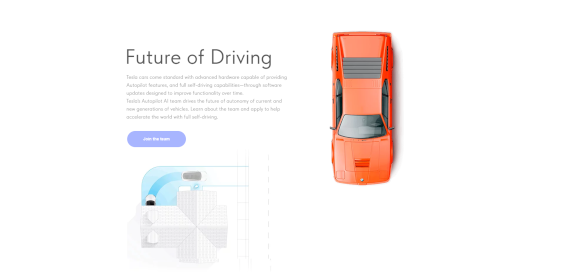 Future of Driving
Tesla cars come standard with advanced hardware capable of providing
Autopilot features, and full self-driving capabilities—through software
updates designed to improve functionality over time.
Tesla's Autopilot AI team drives the future of autonomy of current and
new generations of vehicles. Learn about the team and apply to help
accelerate the world with full self-driving.
Join the team